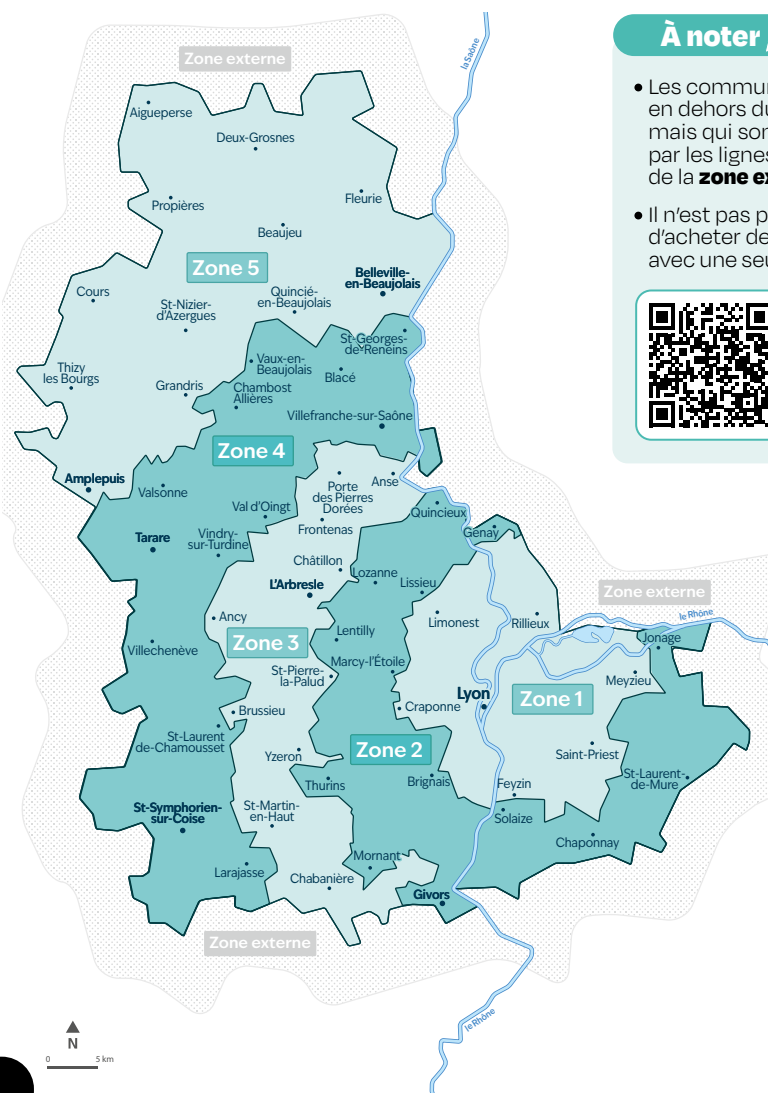 Zone externe
la Saône
À noter
Les commu
en dehors du
mais qui son
par les lignes
de la zone ex
Il n'est pas p
d'acheter de
avec une seu
Aigueperse
Deux-Grosnes
Propières
Fleurie
Beaujeu
Zone 5
Belleville-
en-Beaujolais
Cours
Quincié-
en-Beaujolais
St-Nizier-
d'Azergues
St-Georges-
de-Reneins
Vaux-en-
Beaujolais
Blacé
Thizy
les Bourgs
Grandris
Chambost
Allières
Villefranche-sur-Saône
Zone 4
Amplepuis
Valsonne
Porte
des Pierres
Dorées
Anse
Val d'Oingt
Quincieux
Frontenas
Genay
Tarare
Vindry-
sur-Turdine
Châtillon
Lozanne
L'Arbresle
Lissieu
Zone externe
Ancy
Limonest
Rillieux
le Rhône
Zone 3
Lentilly
Jonage
Villechenève
Marcy-l'Étoile
St-Pierre-
la-Palud
Meyzieu
Lyon
Zone 1
Brussieu
Craponne
St-Laurent
de-Chamousset
Zone 2
Yzeron
Saint-Priest
Thurins
Brignais
Feyzin
St-Laurent-
de-Mure
St-Symphorien-
sur-Coise
St-Martin-
en-Haut
Solaize
Chaponnay
Mornant
Larajasse
Chabanière
Givors
Zone externe
le Rhône
N
0 5 km